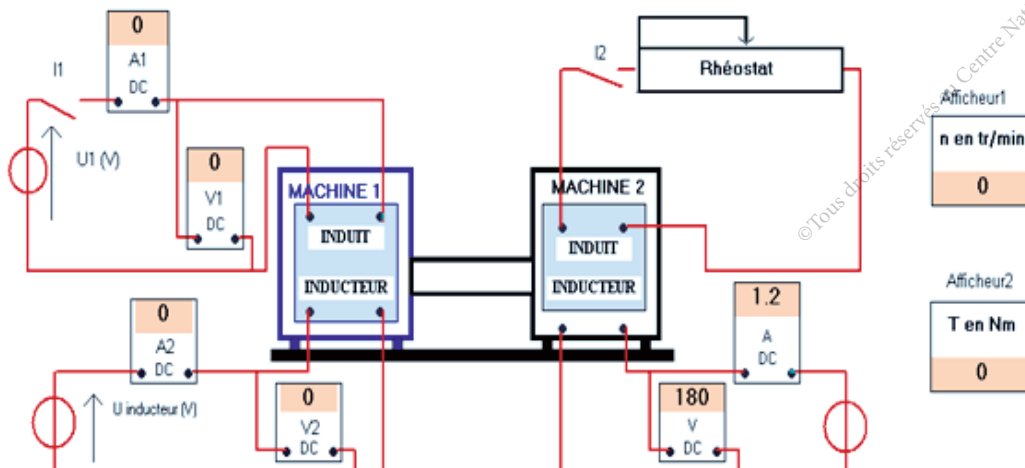 0
A1
DC
I1
U1 (V)
0
V1
DC
MACHINE 1
INDUIT
INDUCTEUR
0
A2
DC
U inducteur (V)
0
V2
DC
I2
Rhéostat
MACHINE 2
INDUIT
INDUCTEUR
1.2
A
DC
180
V
DC
Afficheur1
n en tr/min
0
Afficheur2
T en Nm
0
©Tous droits réservés au Centre